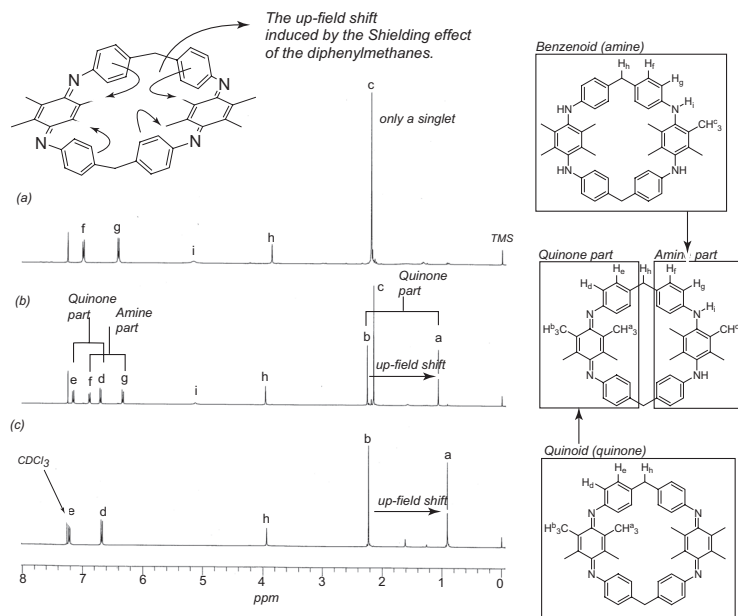 The up-field shift
induced by the Shielding effect
of the diphenylmethanes.
N
N
N
N
c
only a singlet
(a)
f
g
i
h
TMS
(b)
c
Quinone
part
Quinone
part
Amine
part
b
a
e
f
d
g
up-field shift
i
h
(c)
b
a
CDCl3
e
d
up-field shift
h
8
7
6
5
4
3
2
1
0
ppm
Benzenoid (amine)
Hh
Hf
Hg
Hi
NH
N
CHc3
NH
NH
Quinone part
Amine part
He
Hh
Hf
Hd
Hg
Hi
N
N
Hb3C
CHa3
CHc
N
NH
Quinoid (quinone)
He
Hh
Hd
N
N
Hb3C
CHa3
N
N